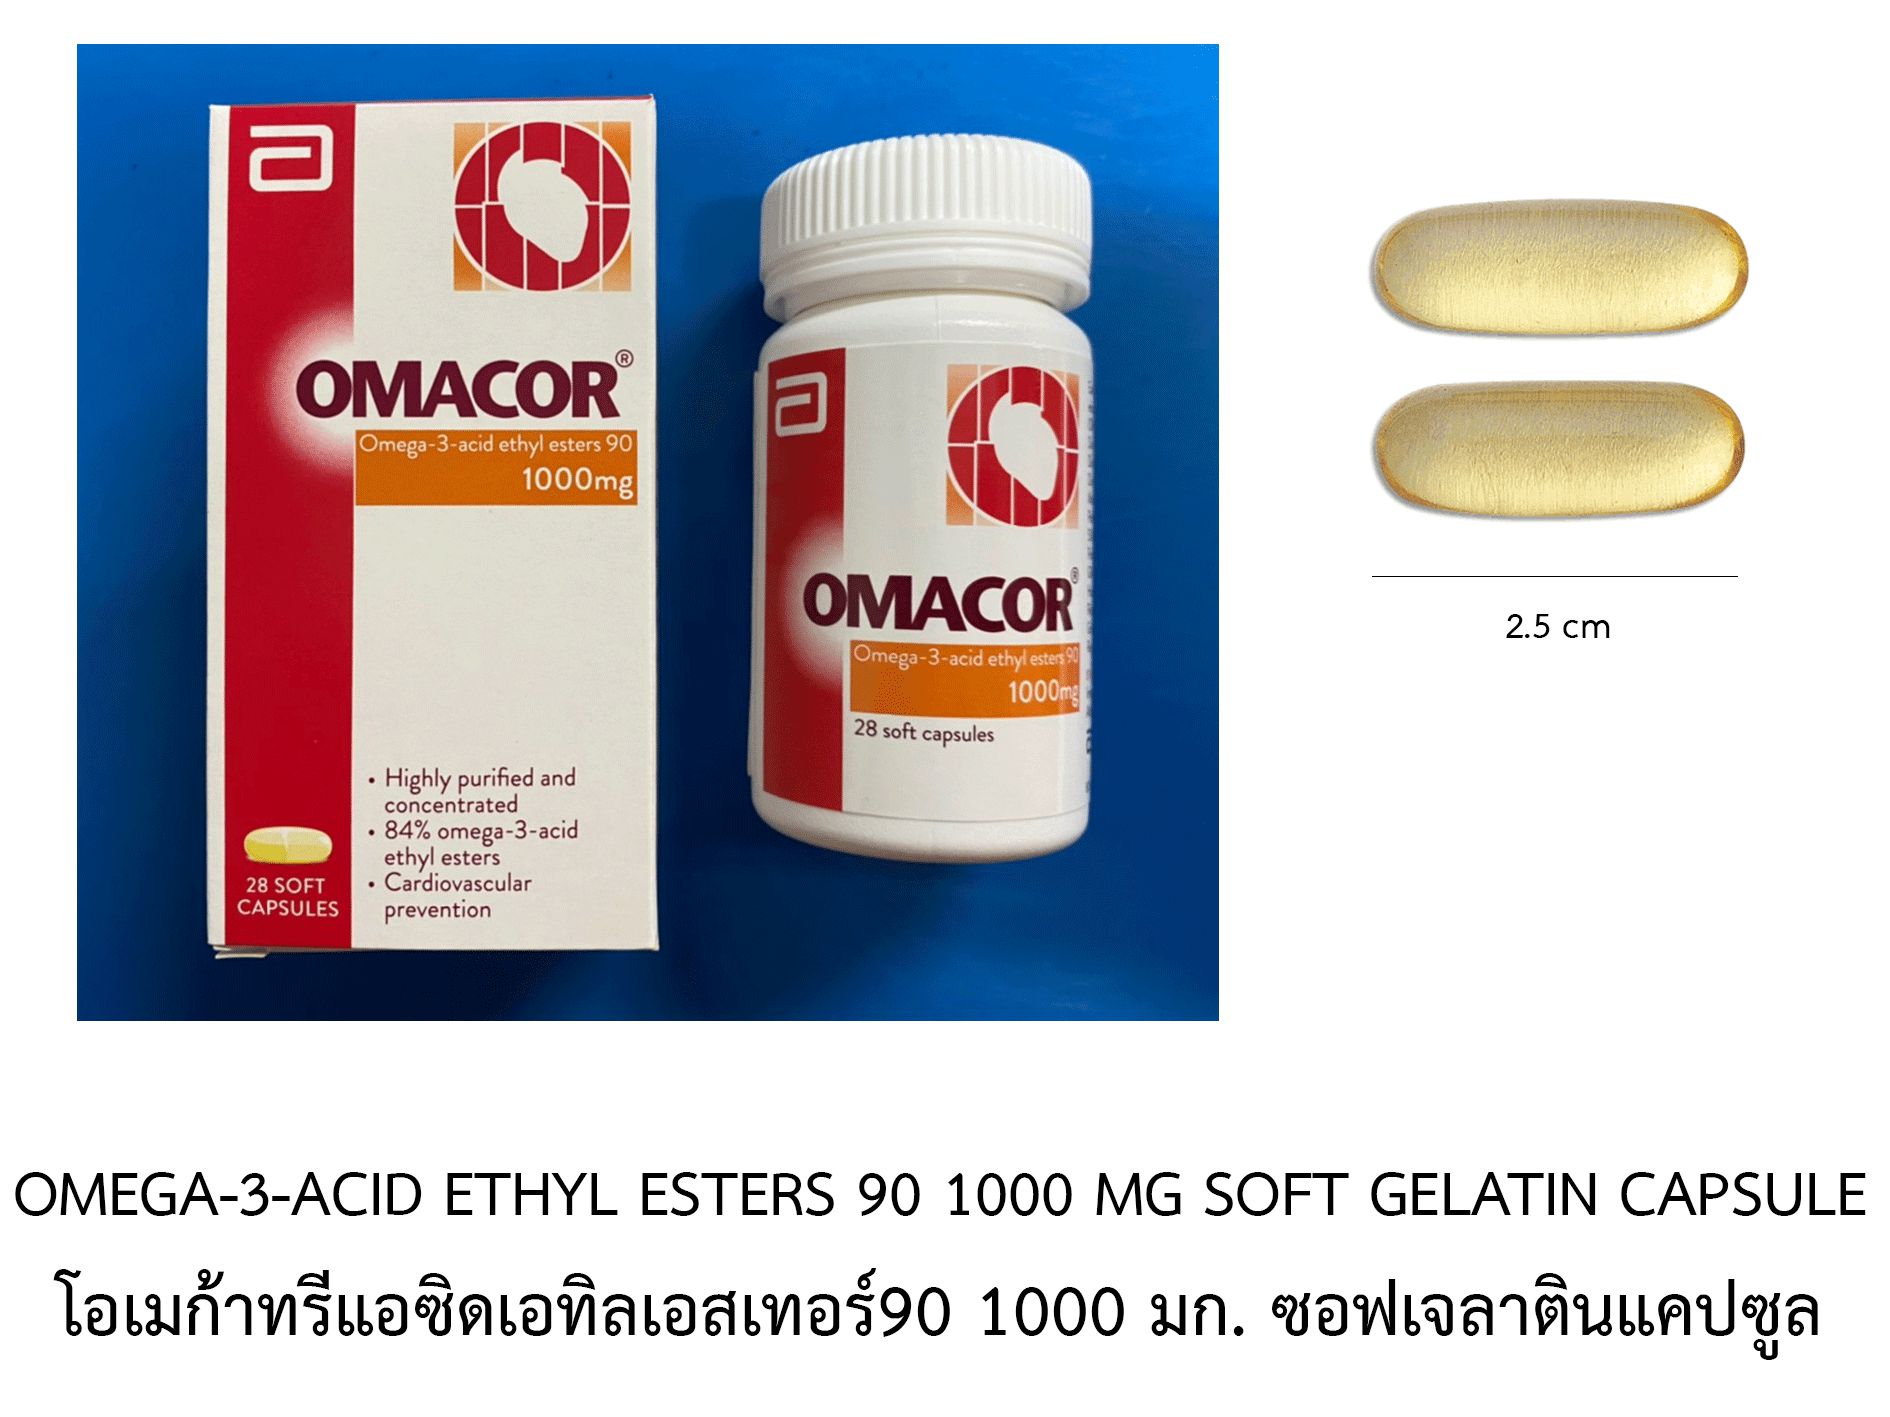 OMACOR®
Omega-3-acid ethyl esters 90
1000mg
• Highly purified and
concentrated
• 84% omega-3-acid
ethyl esters
• Cardiovascular
prevention
28 SOFT
CAPSULES
OMACOR®
Omega-3-acid ethyl esters 90
1000mg
28 soft capsules
2.5 cm
OMEGA-3-ACID ETHYL ESTERS 90 1000 MG SOFT GELATIN CAPSULE
โอเมก้าทรีแอซิดเอทิลเอสเทอร์90 1000 มก. ซอฟเจลาตินแคปซูล